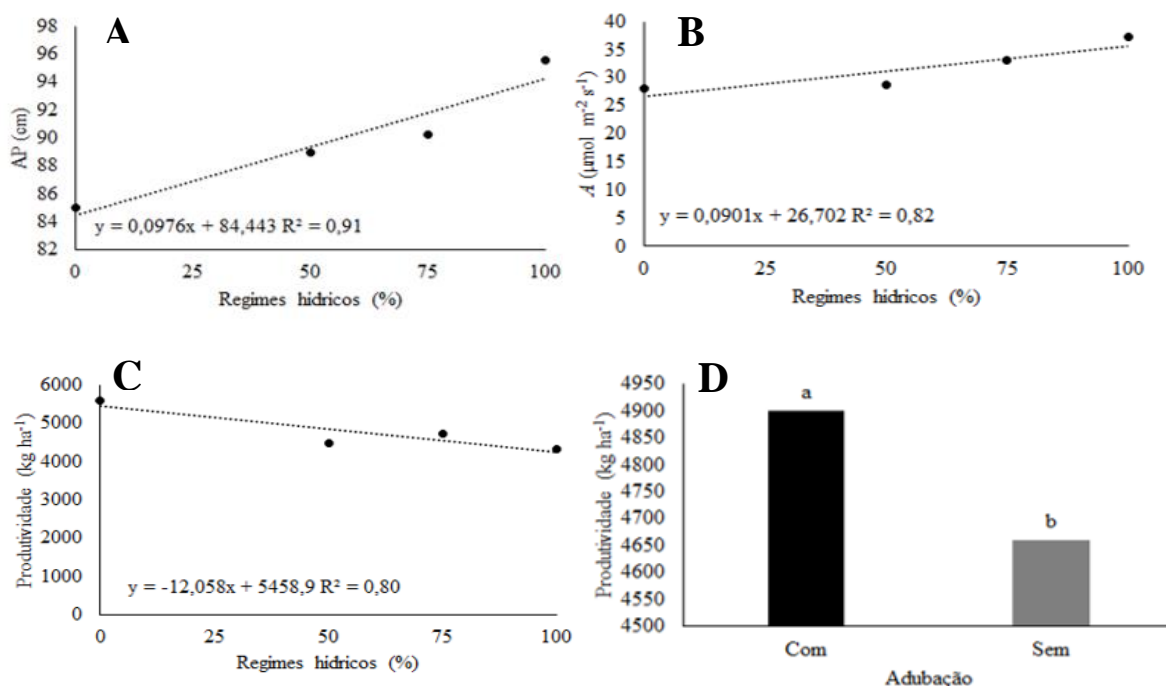 A
AP (cm)
98
96
94
92
90
88
86
84
82
y = 0,0976x + 84,443 R² = 0,91
0 25 50 75 100
Regimes hídricos (%)
B
A (µmol m⁻² s⁻¹)
40
35
30
25
20
15
10
5
0
y = 0,0901x + 26,702 R² = 0,82
0 25 50 75 100
Regimes hídricos (%)
C
Produtividade (kg ha⁻¹)
6000
5000
4000
3000
2000
1000
0
y = -12,058x + 5458,9 R² = 0,80
0 25 50 75 100
Regimes hídricos (%)
D
Produtividade (kg ha⁻¹)
4950
4900
4850
4800
4750
4700
4650
4600
4550
4500
a
b
Com Sem
Adubação